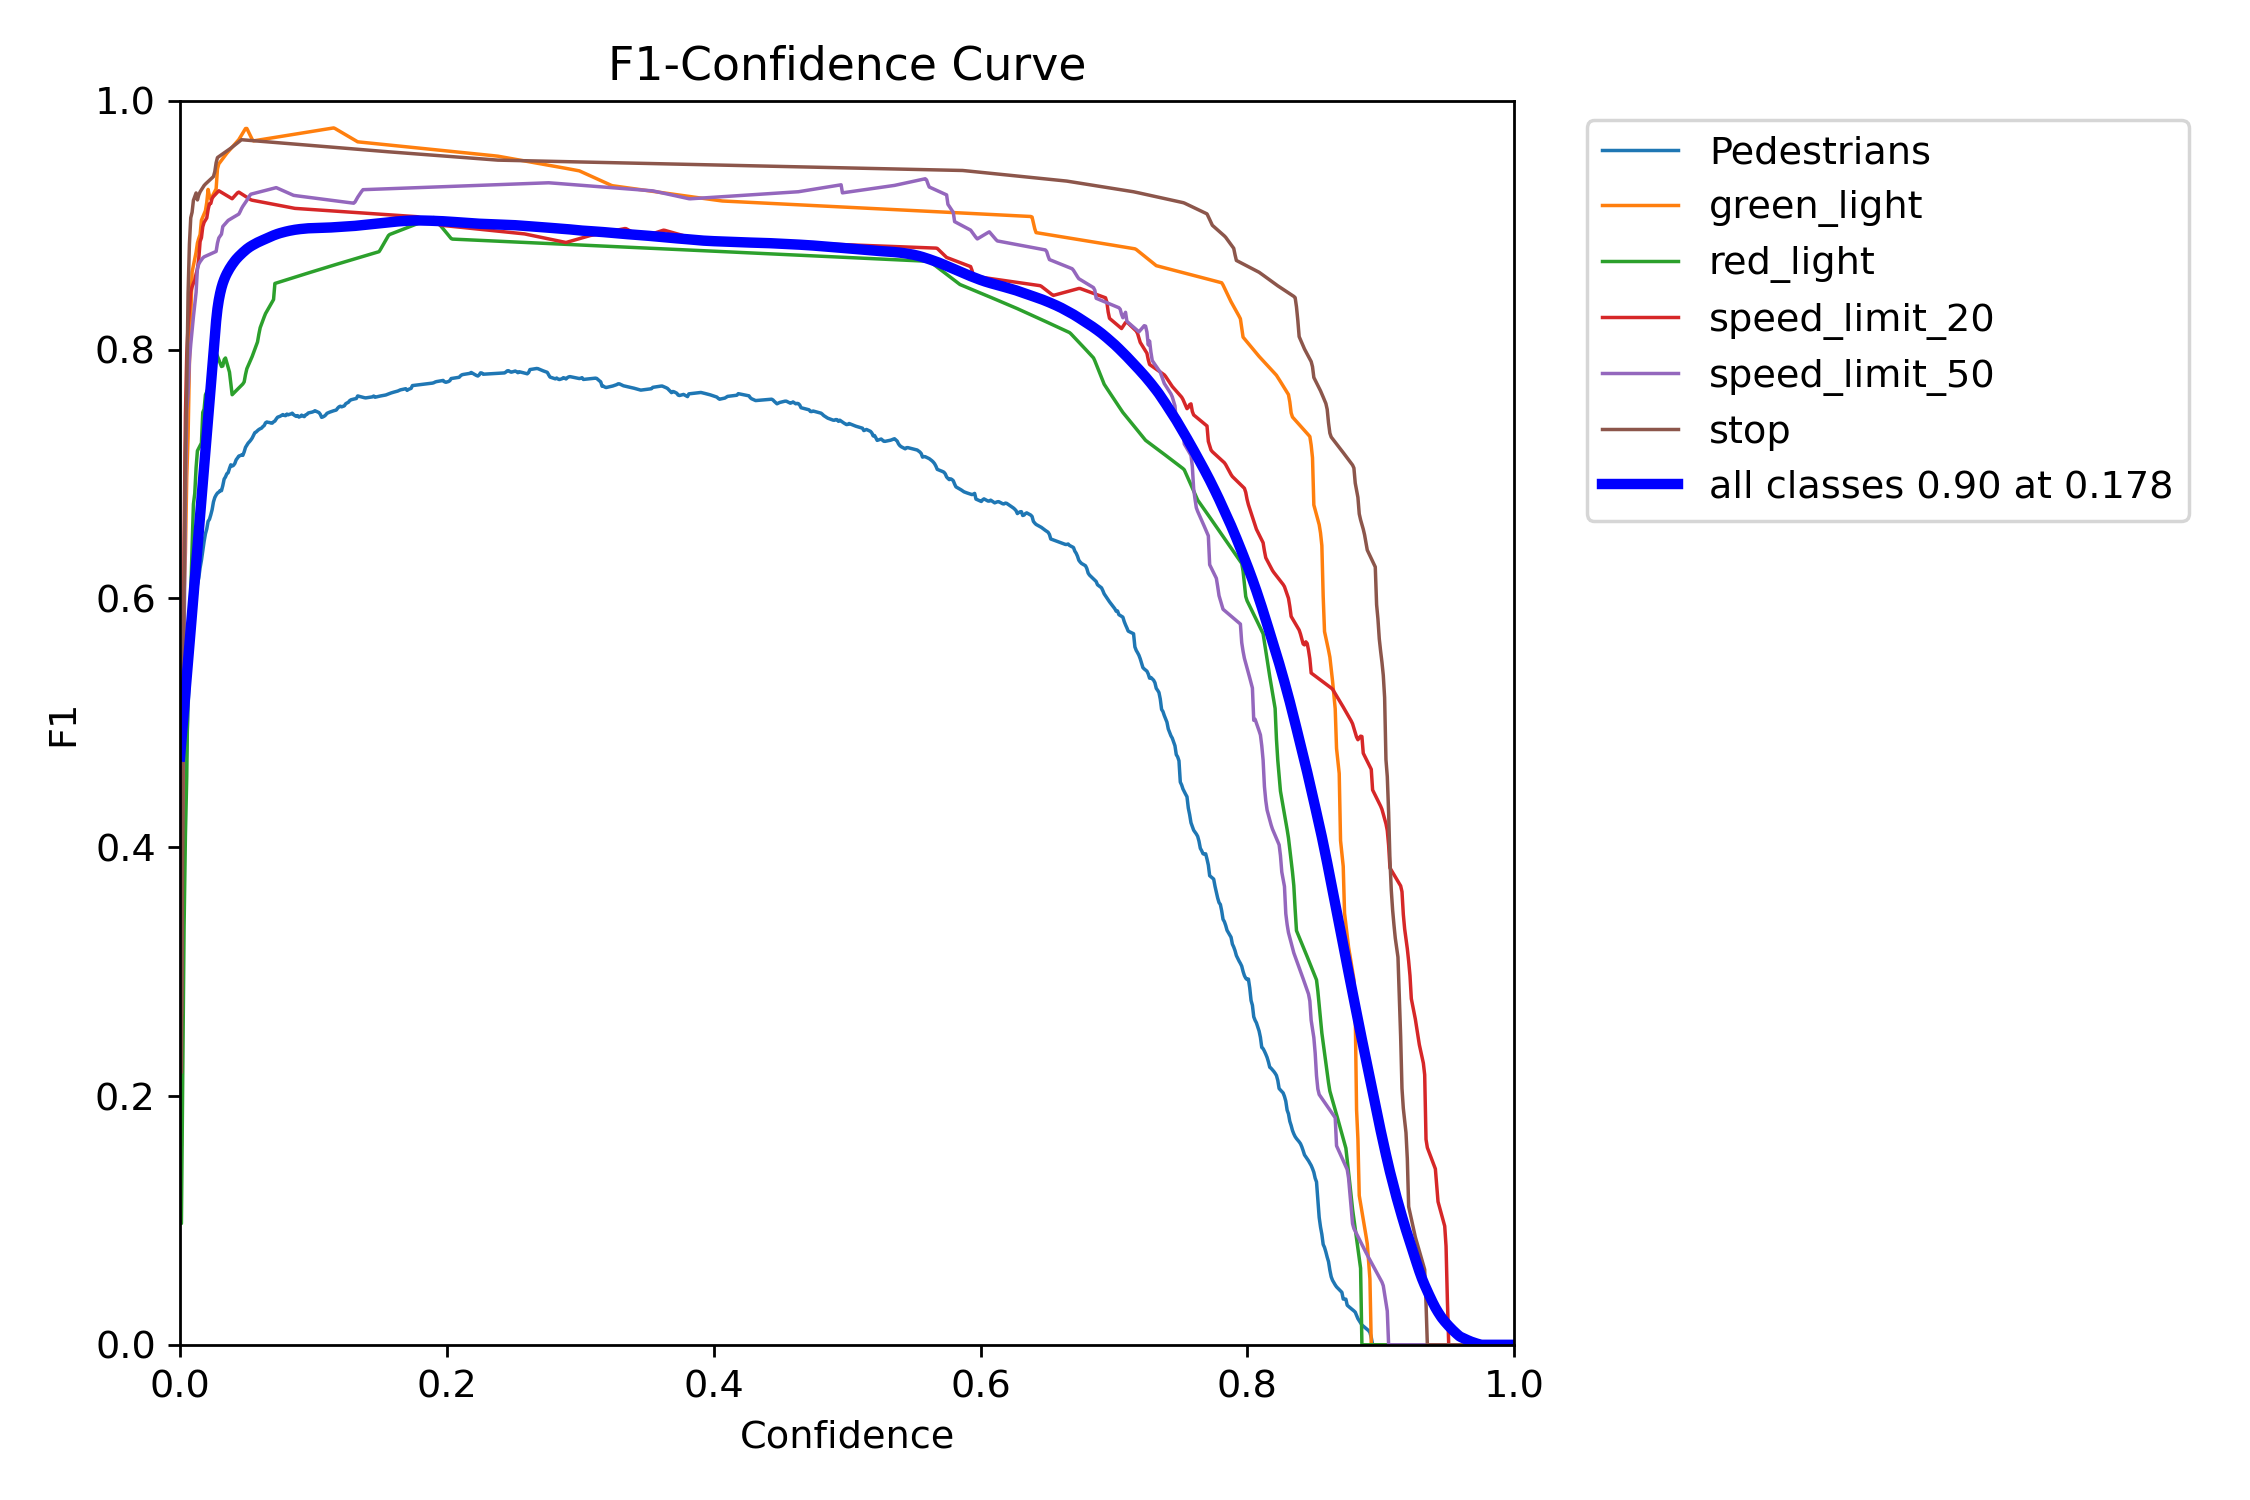 F1-Confidence Curve
1.0
0.8
0.6
0.4
0.2
0.0
F1
0.0 0.2 0.4 0.6 0.8 1.0
Confidence
Pedestrians
green_light
red_light
speed_limit_20
speed_limit_50
stop
all classes 0.90 at 0.178